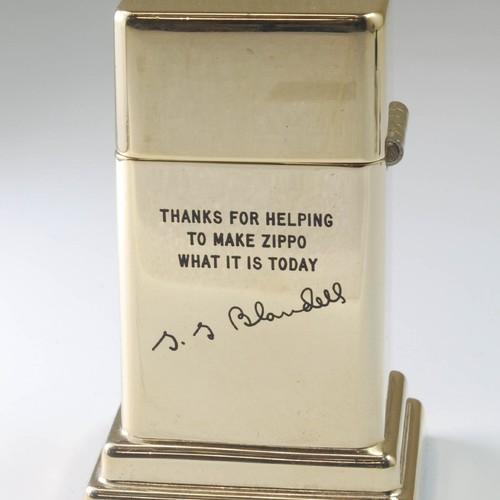 THANKS FOR HELPING
TO MAKE ZIPPO
WHAT IT IS TODAY
G. G Blaisdell